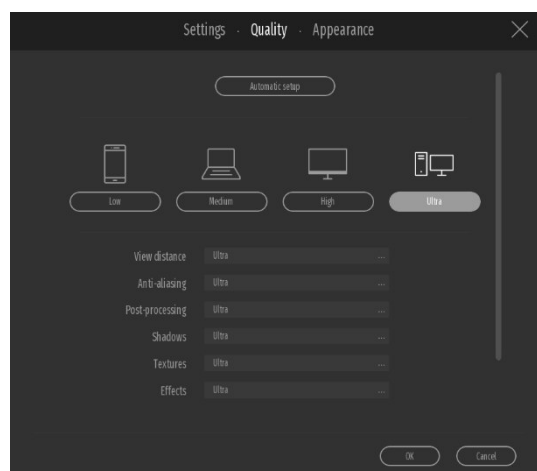 Settings · Quality · Appearance
Automatic setup
Low Medium High Ultra
View distance Ultra ...
Anti-aliasing Ultra ...
Post-processing Ultra ...
Shadows Ultra ...
Textures Ultra ...
Effects Ultra ...
OK Cancel